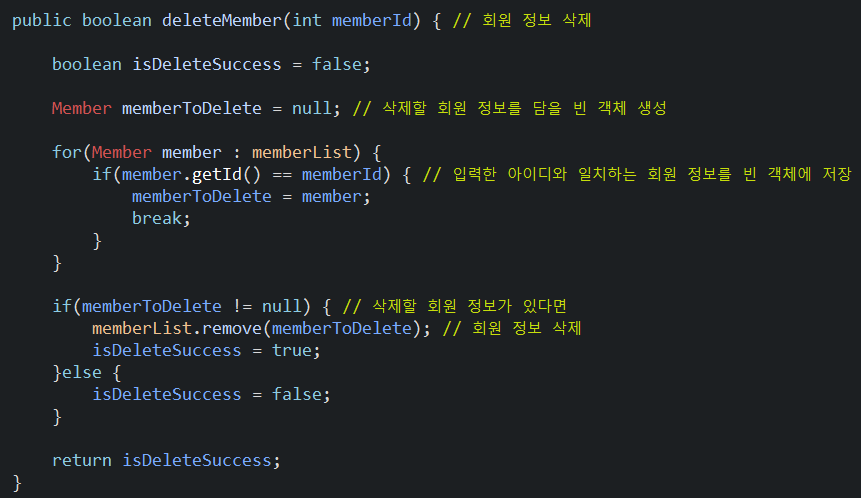 public boolean deleteMember(int memberId) { // 회원 정보 삭제
boolean isDeleteSuccess = false;
Member memberToDelete = null; // 삭제할 회원 정보를 담을 빈 객체 생성
for(Member member : memberList) {
if(member.getId() == memberId) { // 입력한 아이디와 일치하는 회원 정보를 빈 객체에 저장
memberToDelete = member;
break;
}
}
if(memberToDelete != null) { // 삭제할 회원 정보가 있다면
memberList.remove(memberToDelete); // 회원 정보 삭제
isDeleteSuccess = true;
}else {
isDeleteSuccess = false;
}
return isDeleteSuccess;
}